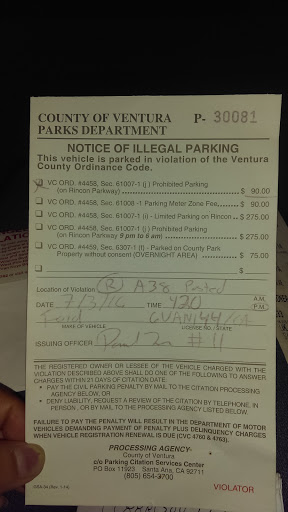 COUNTY OF VENTURA P- 30081
PARKS DEPARTMENT
NOTICE OF ILLEGAL PARKING
This vehicle is parked in violation of the Ventura
County Ordinance Code.
VC ORD. #4458, Sec. 61007-1 (j) Prohibited Parking
(on Rincon Parkway) $ 90.00
VC ORD. #4458, Sec. 61008-1 Parking Meter Zone Fee $ 90.00
VC ORD. #4458, Sec. 61007-1 (i) - Limited Parking on Rincon $ 275.00
VC ORD. #4458, Sec. 61007-1 (j) Prohibited Parking
(on Rincon Parkway 9 pm to 6 am) $ 275.00
VC ORD. #4459, Sec. 6307-1 (f) - Parked on County Park
Property without consent (OVERNIGHT AREA) $ 75.00
$
Location of Violation (R) A38 Posted
DATE 7/3/16 TIME 420 A.M.
P.M.
Ford GVAN144/CA
MAKE OF VEHICLE LICENSE NO. STATE
ISSUING OFFICER #11
THE REGISTERED OWNER OR LESSEE OF THE VEHICLE CHARGED WITH THE
VIOLATION DESCRIBED ABOVE SHALL DO ONE OF THE FOLLOWING TO ANSWER
CHARGES WITHIN 21 DAYS OF CITATION DATE:
• PAY THE CIVIL PARKING PENALTY BY MAIL TO THE CITATION PROCESSING
AGENCY BELOW, OR
• DENY LIABILITY, REQUEST A REVIEW OF THE CITATION BY TELEPHONE, IN
PERSON, OR BY MAIL TO THE PROCESSING AGENCY LISTED BELOW.
FAILURE TO PAY THE PENALTY WILL RESULT IN THE DEPARTMENT OF MOTOR
VEHICLES DEMANDING PAYMENT OF PENALTY PLUS DELINQUENCY CHARGES
WHEN VEHICLE REGISTRATION RENEWAL IS DUE (CVC 4760 & 4763).
PROCESSING AGENCY
County of Ventura
c/o Parking Citation Services Center
PO Box 11923 Santa Ana, CA 92711
(805) 654-3700
VIOLATOR